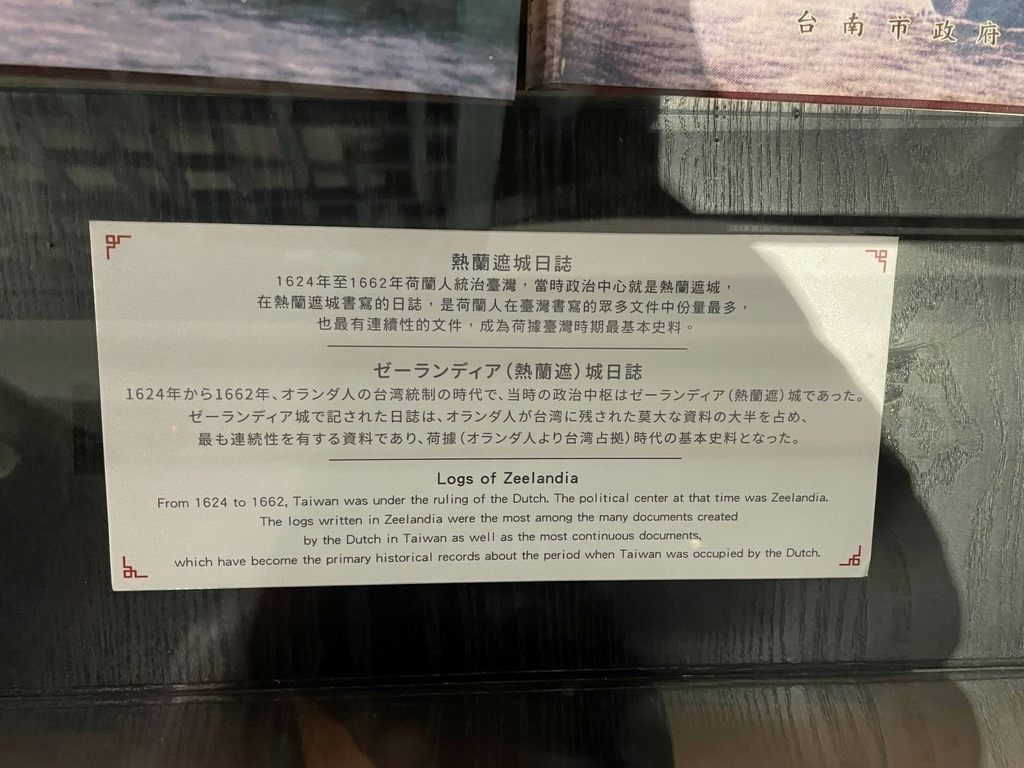 台南市政府
熱蘭遮城日誌
1624年至1662年荷蘭人統治臺灣，當時政治中心就是熱蘭遮城，
在熱蘭遮城書寫的日誌，是荷蘭人在臺灣書寫的眾多文件中份量最多，
也最有連續性的文件，成為荷據臺灣時期最基本史料。
ゼーランディア（熱蘭遮）城日誌
1624年から1662年、オランダ人の台湾統制の時代で、当時の政治中枢はゼーランディア（熱蘭遮）城であった。
ゼーランディア城で記された日誌は、オランダ人が台湾に残された莫大な資料の大半を占め、
最も連続性を有する資料であり、荷據（オランダ人より台湾占拠）時代の基本史料となった。
Logs of Zeelandia
From 1624 to 1662, Taiwan was under the ruling of the Dutch. The political center at that time was Zeelandia.
The logs written in Zeelandia were the most among the many documents created
by the Dutch in Taiwan as well as the most continuous documents,
which have become the primary historical records about the period when Taiwan was occupied by the Dutch.